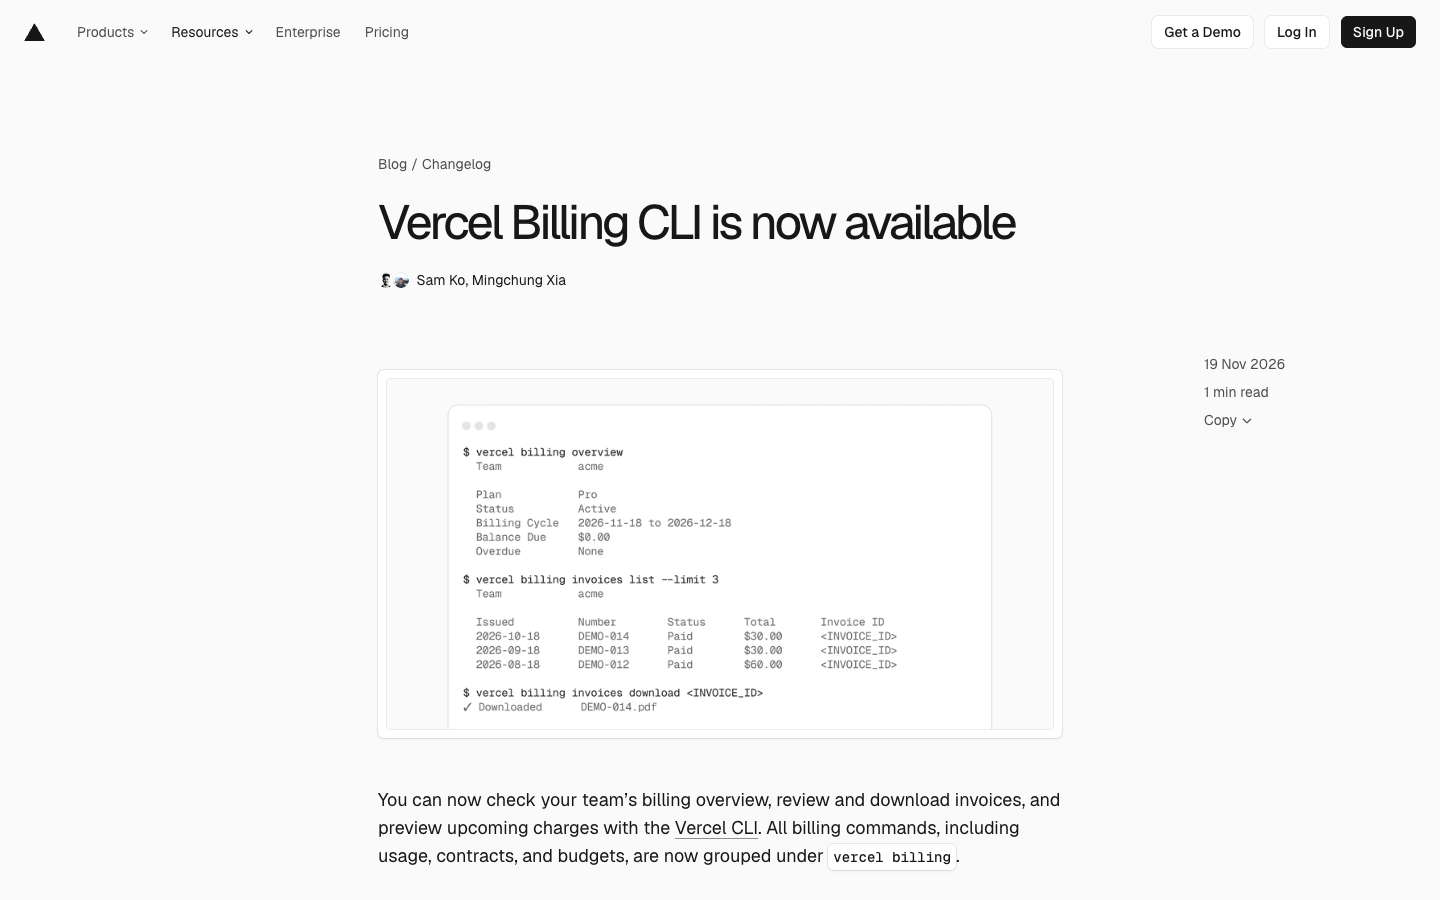 Products Resources Enterprise Pricing Get a Demo Log In Sign Up
Blog / Changelog
Vercel Billing CLI is now available
Sam Ko, Mingchung Xia
19 Nov 2026
1 min read
Copy
$ vercel billing overview
Team acme
Plan Pro
Status Active
Billing Cycle 2026-11-18 to 2026-12-18
Balance Due $0.00
Overdue None
$ vercel billing invoices list --limit 3
Team acme
Issued Number Status Total Invoice ID
2026-10-18 DEMO-014 Paid $30.00 <INVOICE_ID>
2026-09-18 DEMO-013 Paid $30.00 <INVOICE_ID>
2026-08-18 DEMO-012 Paid $60.00 <INVOICE_ID>
$ vercel billing invoices download <INVOICE_ID>
✓ Downloaded DEMO-014.pdf
You can now check your team’s billing overview, review and download invoices, and
preview upcoming charges with the Vercel CLI. All billing commands, including
usage, contracts, and budgets, are now grouped under vercel billing.